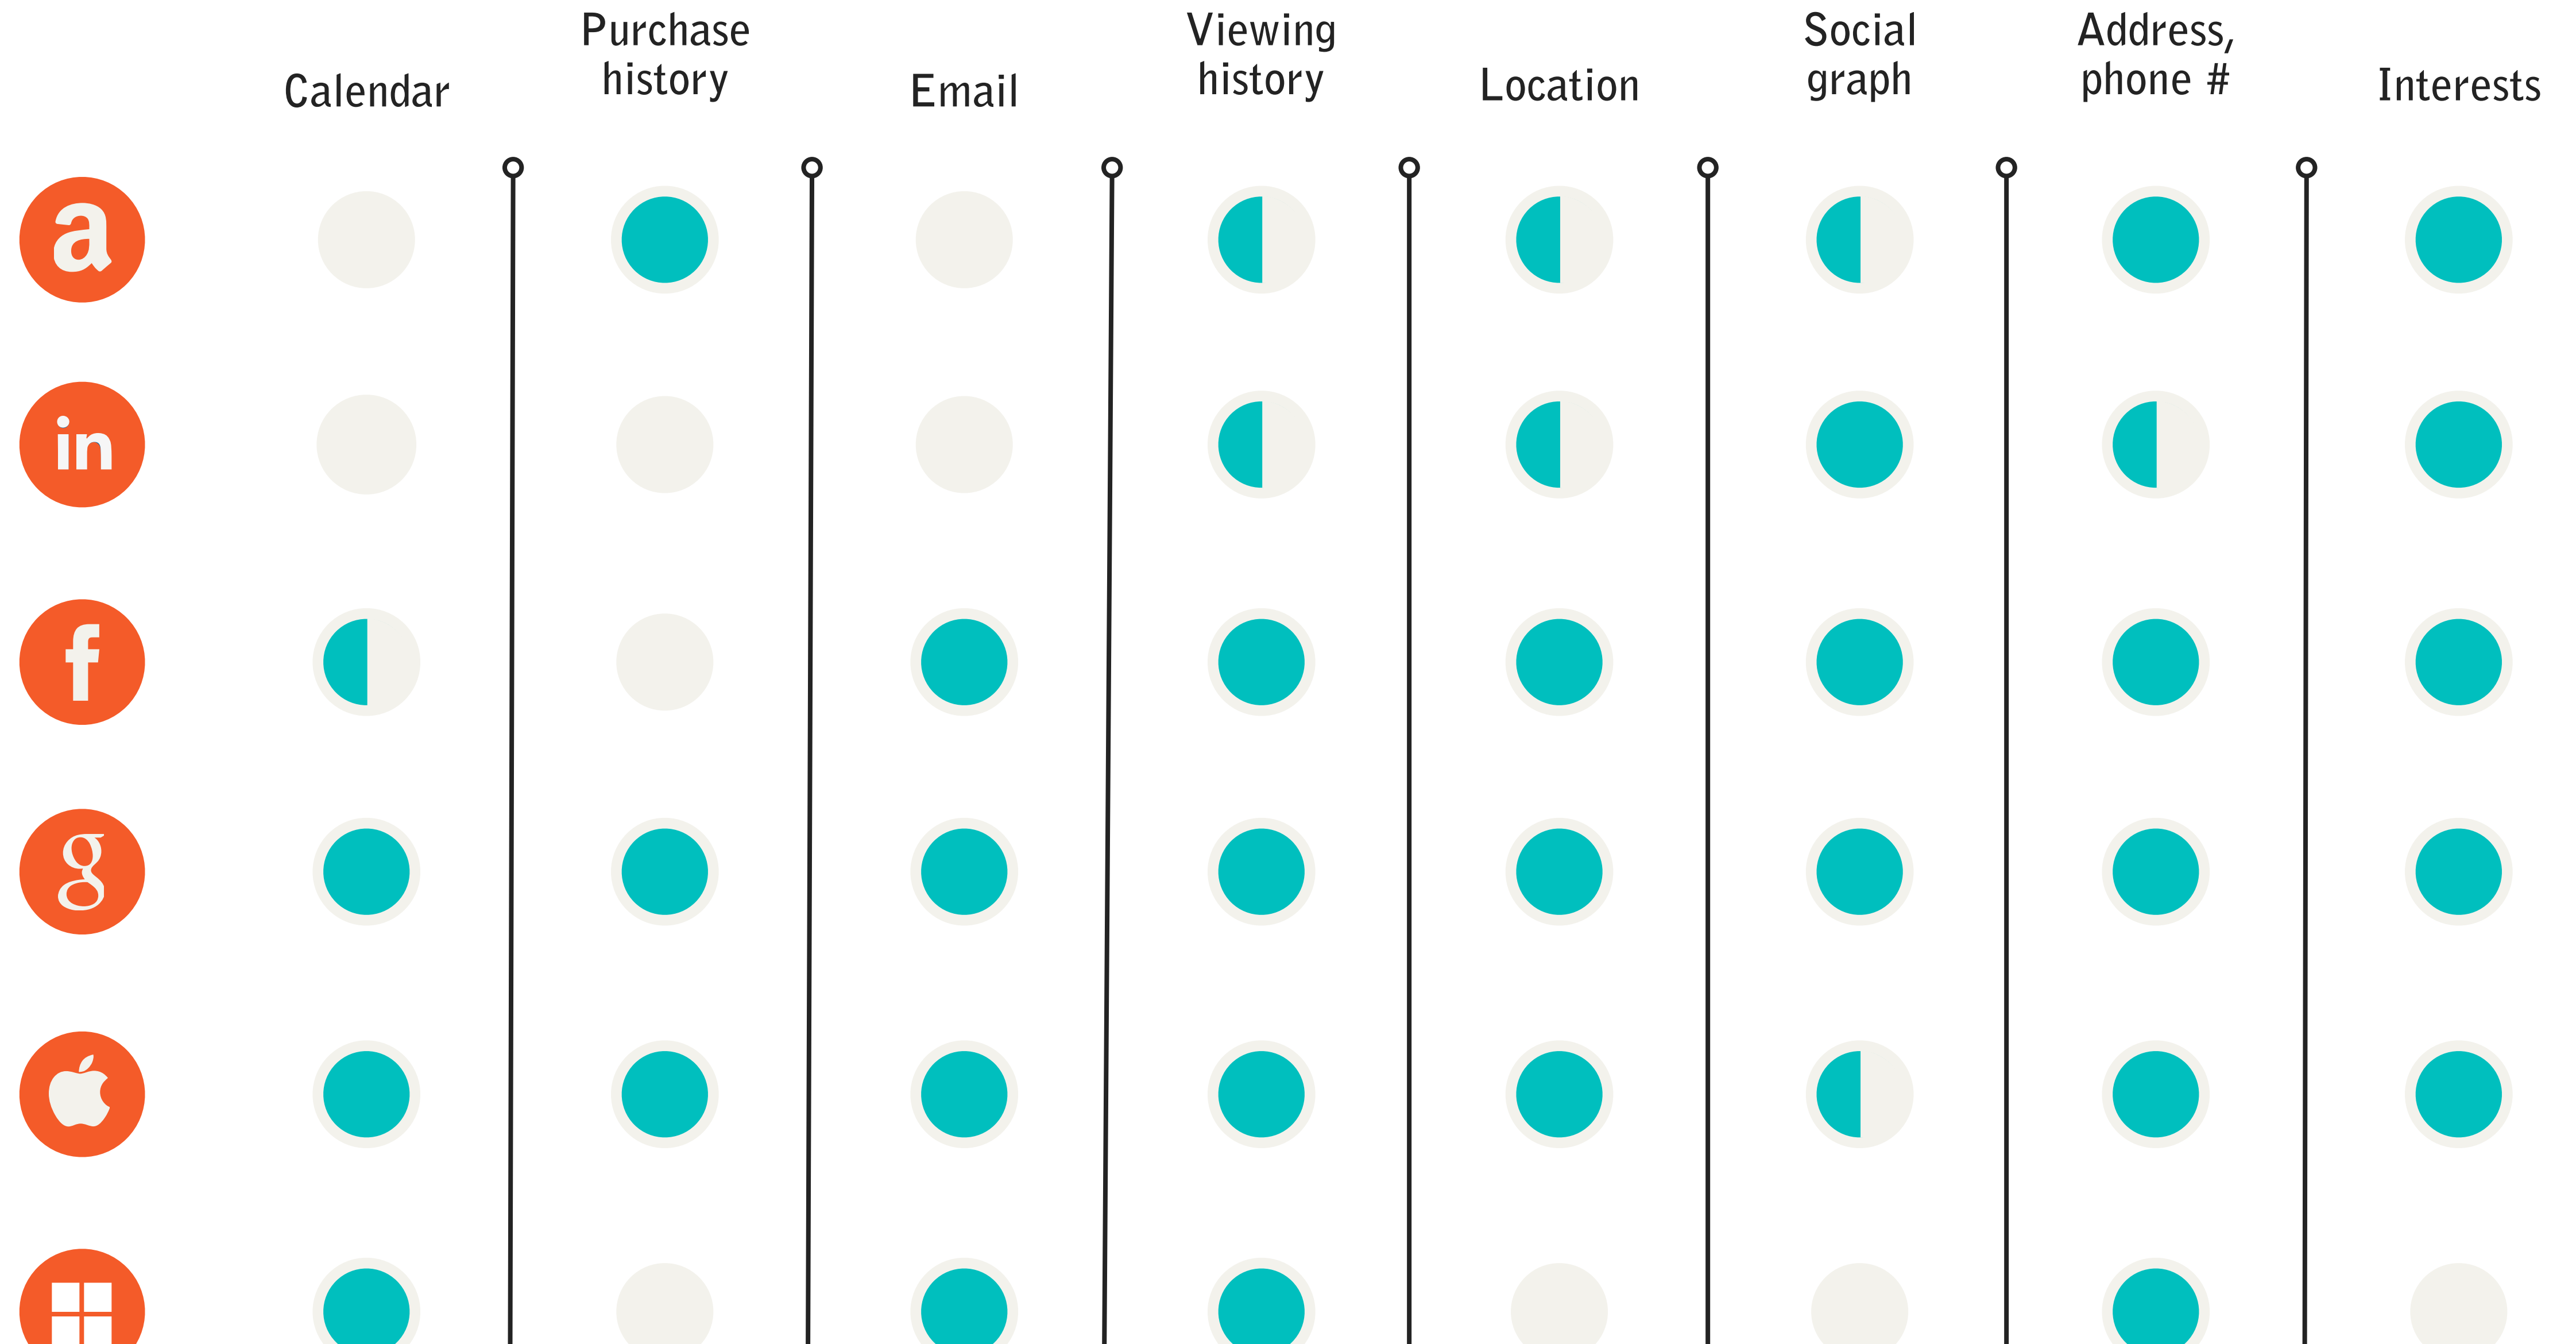 Calendar
Purchase
history
Email
Viewing
history
Location
Social
graph
Address,
phone #
Interests
a
in
f
g